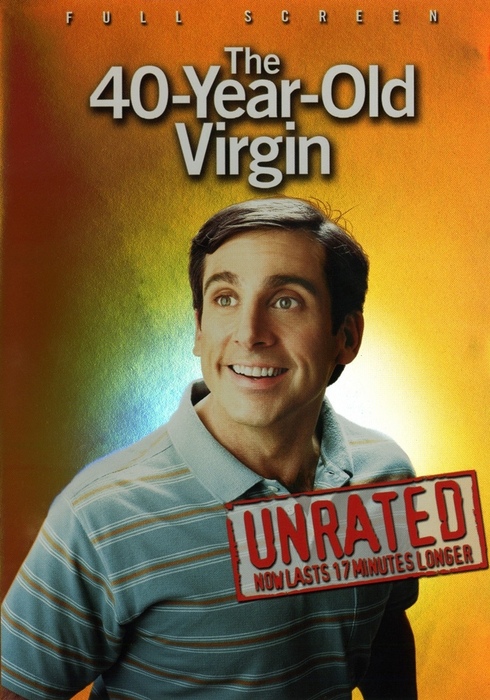 FULL SCREEN
The
40-Year-Old
Virgin
UNRATED
NOW LASTS 17 MINUTES LONGER